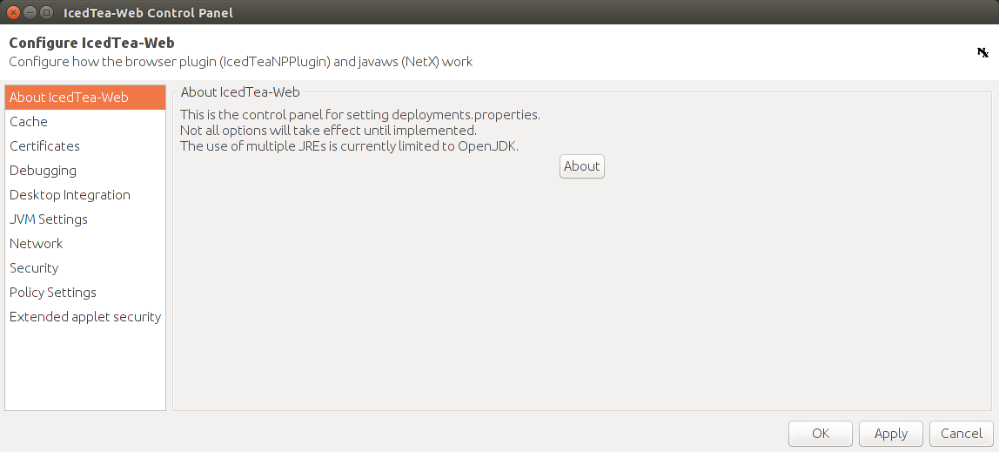 IcedTea-Web Control Panel
Configure IcedTea-Web
Configure how the browser plugin (IcedTeaNPPlugin) and javaws (NetX) work
About IcedTea-Web
Cache
Certificates
Debugging
Desktop Integration
JVM Settings
Network
Security
Policy Settings
Extended applet security
About IcedTea-Web
This is the control panel for setting deployments.properties.
Not all options will take effect until implemented.
The use of multiple JREs is currently limited to OpenJDK.
About
OK
Apply
Cancel